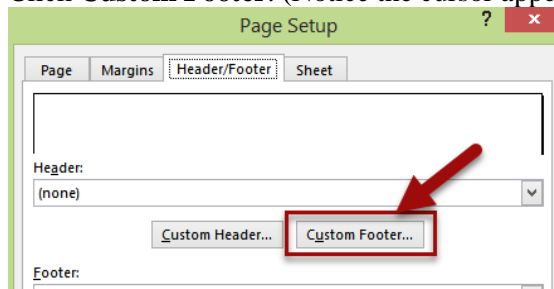 Page Setup ?
Page Margins Header/Footer Sheet
Header:
(none)
Custom Header... Custom Footer...
Footer: